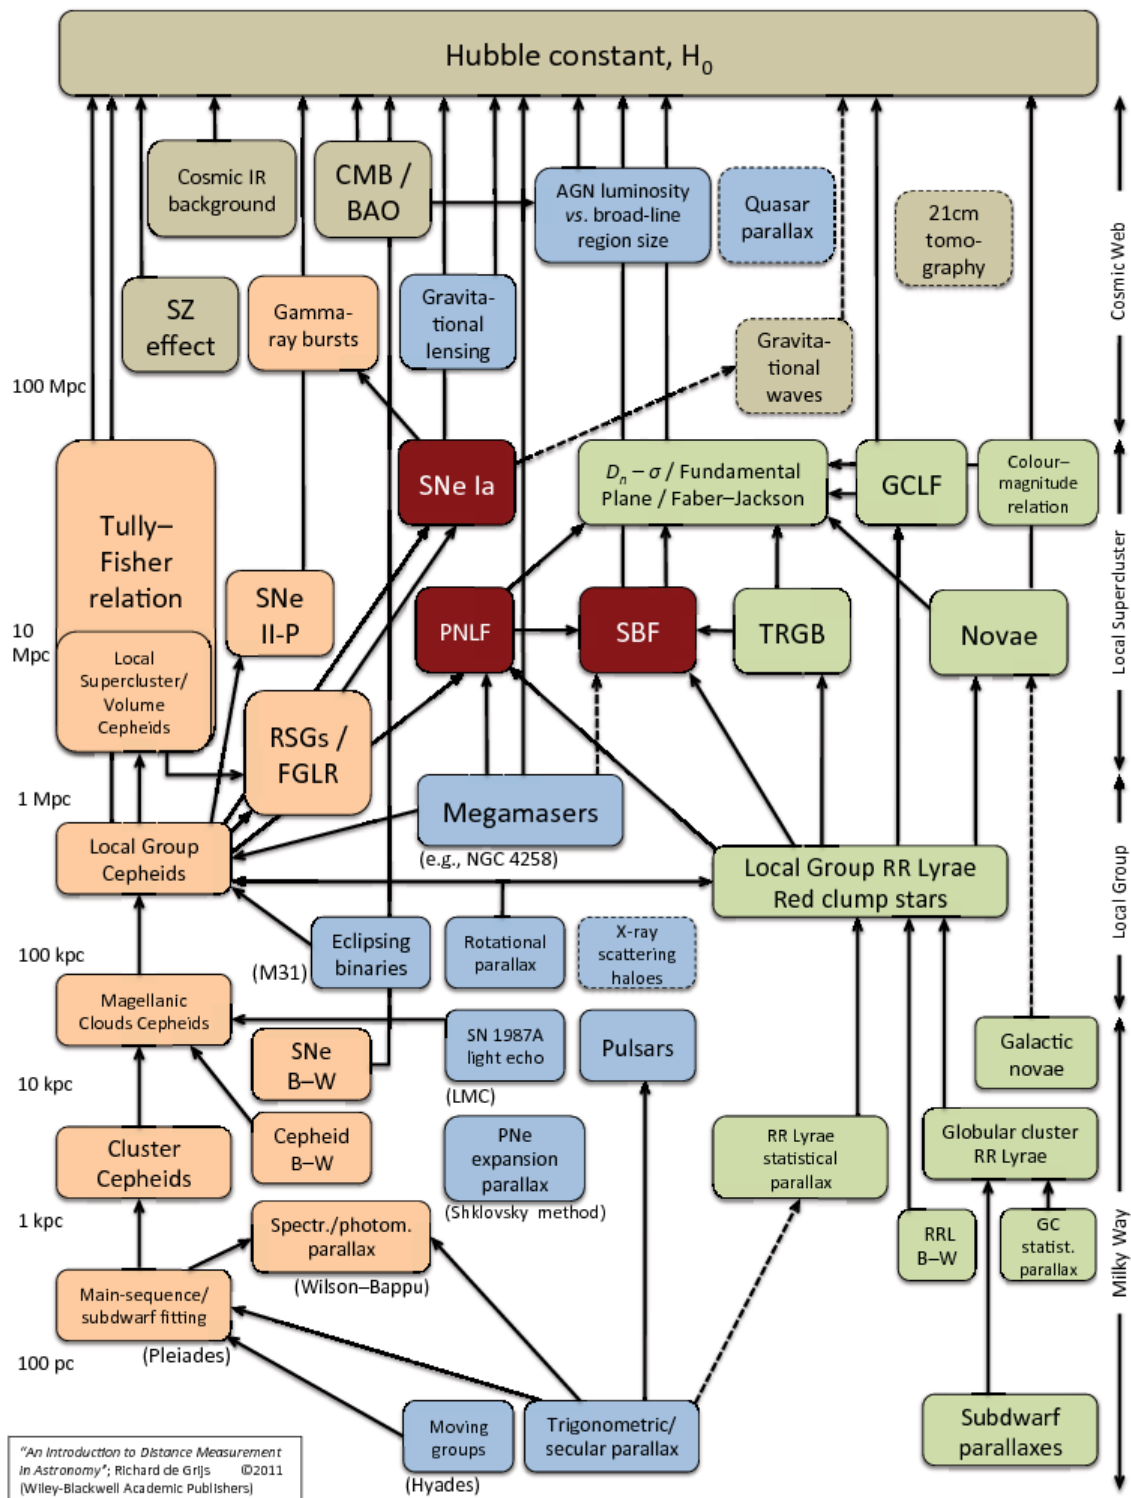 Hubble constant, H0
Cosmic IR
background
CMB /
BAO
AGN luminosity
vs. broad-line
region size
Quasar
parallax
21cm
tomo-
graphy
Cosmic Web
SZ
effect
Gamma-
ray bursts
Gravita-
tional
lensing
Gravita-
tional
waves
100 Mpc
Tully–
Fisher
relation
SNe Ia
Dn – σ / Fundamental
Plane / Faber–Jackson
GCLF
Colour–
magnitude
relation
Local Supercluster
SNe
II-P
PNLF
SBF
TRGB
Novae
10
Mpc
Local
Supercluster/
Volume
Cepheids
RSGs /
FGLR
1 Mpc
Megamasers
(e.g., NGC 4258)
Local Group
Cepheids
Local Group RR Lyrae
Red clump stars
Local Group
Eclipsing
binaries
(M31)
Rotational
parallax
X-ray
scattering
haloes
100 kpc
Magellanic
Clouds Cepheids
SNe
B–W
SN 1987A
light echo
(LMC)
Pulsars
Galactic
novae
10 kpc
Cluster
Cepheids
Cepheid
B–W
PNe
expansion
parallax
(Shklovsky method)
RR Lyrae
statistical
parallax
Globular cluster
RR Lyrae
1 kpc
Spectr./photom.
parallax
(Wilson–Bappu)
RRL
B–W
GC
statist.
parallax
Milky Way
Main-sequence/
subdwarf fitting
(Pleiades)
100 pc
Moving
groups
(Hyades)
Trigonometric/
secular parallax
Subdwarf
parallaxes
"An Introduction to Distance Measurement
in Astronomy"; Richard de Grijs ©2011
(Wiley-Blackwell Academic Publishers)